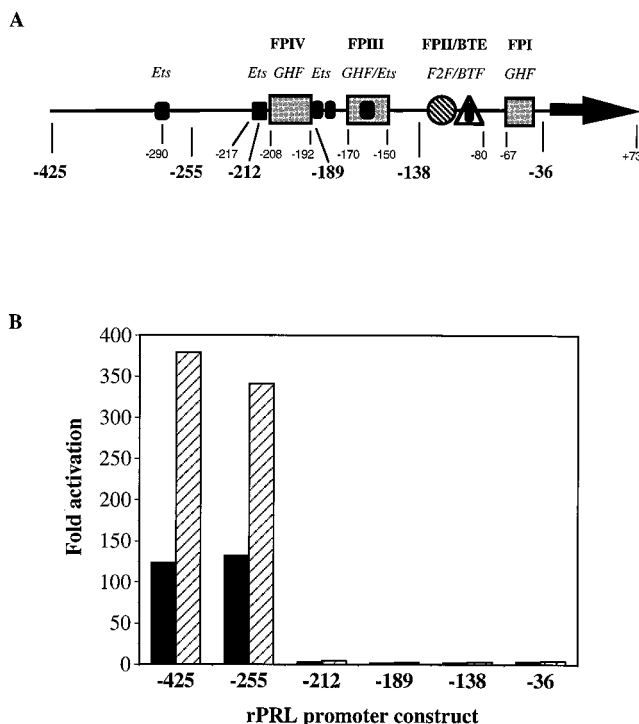 A
FPIV FPIII FPII/BTE FPI
Ets Ets GHF Ets GHF/Ets F2F/BTF GHF
-290 -217 -208 -192 -170 -150 -80 -67 +73
-425 -255 -212 -189 -138 -36
B
400
350
300
250
200
150
100
50
0
Fold activation
-425 -255 -212 -189 -138 -36
rPRL promoter construct